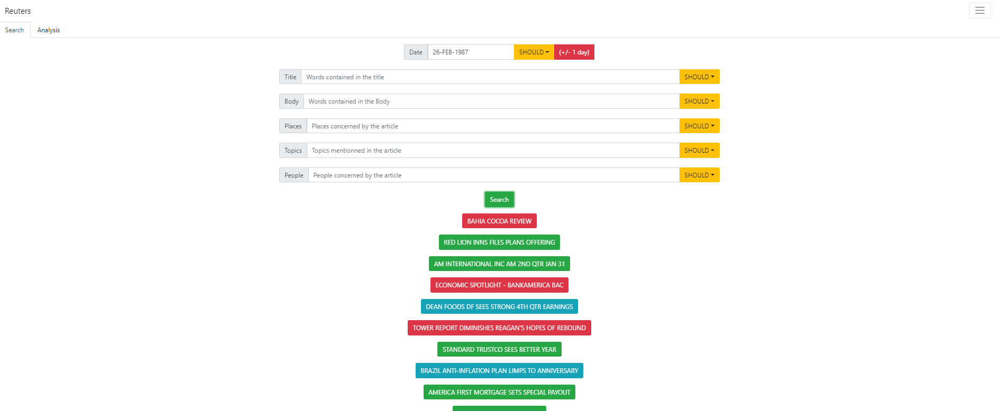 Reuters
Search Analysis
Date 26-FEB-1987 SHOULD (+/- 1 day)
Title Words contained in the title SHOULD
Body Words contained in the Body SHOULD
Places Places concerned by the article SHOULD
Topics Topics mentionned in the article SHOULD
People People concerned by the article SHOULD
Search
BAHIA COCOA REVIEW
RED LION INNS FILES PLANS OFFERING
AM INTERNATIONAL INC AM 2ND QTR JAN 31
ECONOMIC SPOTLIGHT - BANKAMERICA BAC
DEAN FOODS DF SEES STRONG 4TH QTR EARNINGS
TOWER REPORT DIMINISHES REAGAN'S HOPES OF REBOUND
STANDARD TRUSTCO SEES BETTER YEAR
BRAZIL ANTI-INFLATION PLAN LIMPS TO ANNIVERSARY
AMERICA FIRST MORTGAGE SETS SPECIAL PAYOUT